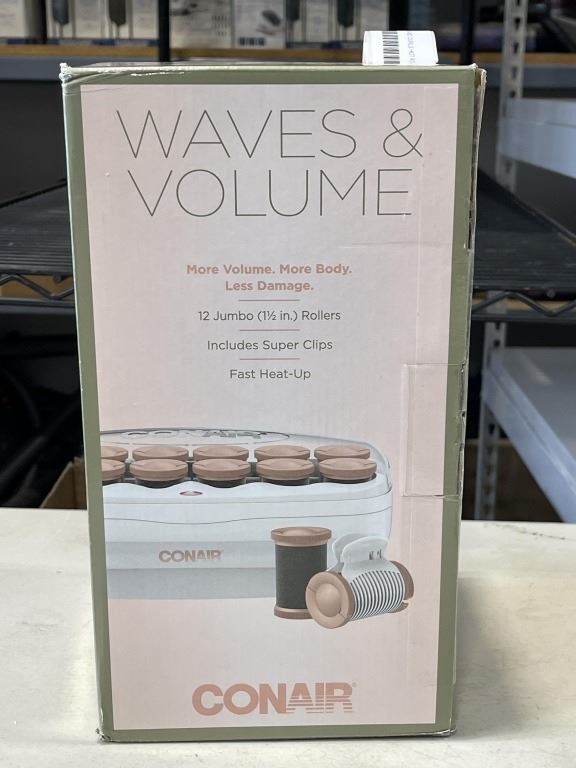 WAVES &
VOLUME
More Volume. More Body.
Less Damage.
12 Jumbo (1½ in.) Rollers
Includes Super Clips
Fast Heat-Up
CONAIR
CONAIR
CONAIR